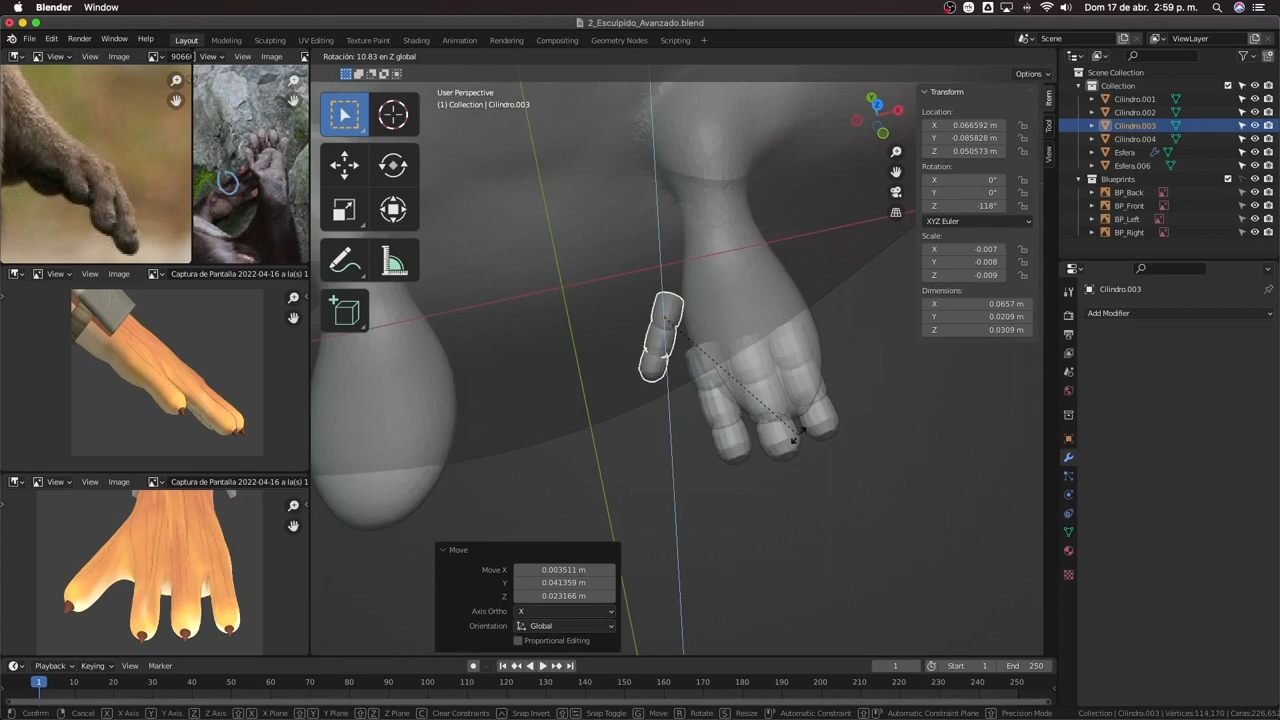 Blender Window Dom 17 de abr. 2:59 p. m.
2_Esculpido_Avanzado.blend
File Edit Render Window Help Layout Modeling Sculpting UV Editing Texture Paint Shading Animation Rendering Compositing Geometry Nodes Scripting + Scene ViewLayer
View Image 9066 View Image
Rotación: 10.83 en Z global
Options
User Perspective
(1) Collection | Cilindro.003
Transform
Location:
X 0.066592 m
Y -0.085828 m
Z 0.050573 m
Rotation:
X 0°
Y 0°
Z -118°
XYZ Euler
Scale:
X -0.007
Y -0.008
Z -0.009
Dimensions:
X 0.0657 m
Y 0.0209 m
Z 0.0309 m
Item
Tool
View
Scene Collection
Collection
Cilindro.001
Cilindro.002
Cilindro.003
Cilindro.004
Esfera
Esfera.006
Blueprints
BP_Back
BP_Front
BP_Left
BP_Right
Cilindro.003
Add Modifier
View Image Captura de Pantalla 2022-04-16 a la(s) 1
View Image Captura de Pantalla 2022-04-16 a la(s) 1
Move
Move X 0.003511 m
Y 0.041359 m
Z 0.023166 m
Axis Ortho X
Orientation Global
Proportional Editing
Playback Keying View Marker 1 Start 1 End 250
1 10 20 30 40 50 60 70 80 90 100 110 120 130 140 150 160 170 180 190 200 210 220 230 240 250
Confirm Cancel X X Axis Y Y Axis Z Z Axis X X Plane Y Y Plane Z Z Plane C Clear Constraints Snap Invert Snap Toggle G Move R Rotate S Resize Automatic Constraint Automatic Constraint Plane Precision Mode
Collection | Cilindro.003 | Vértices:114,170